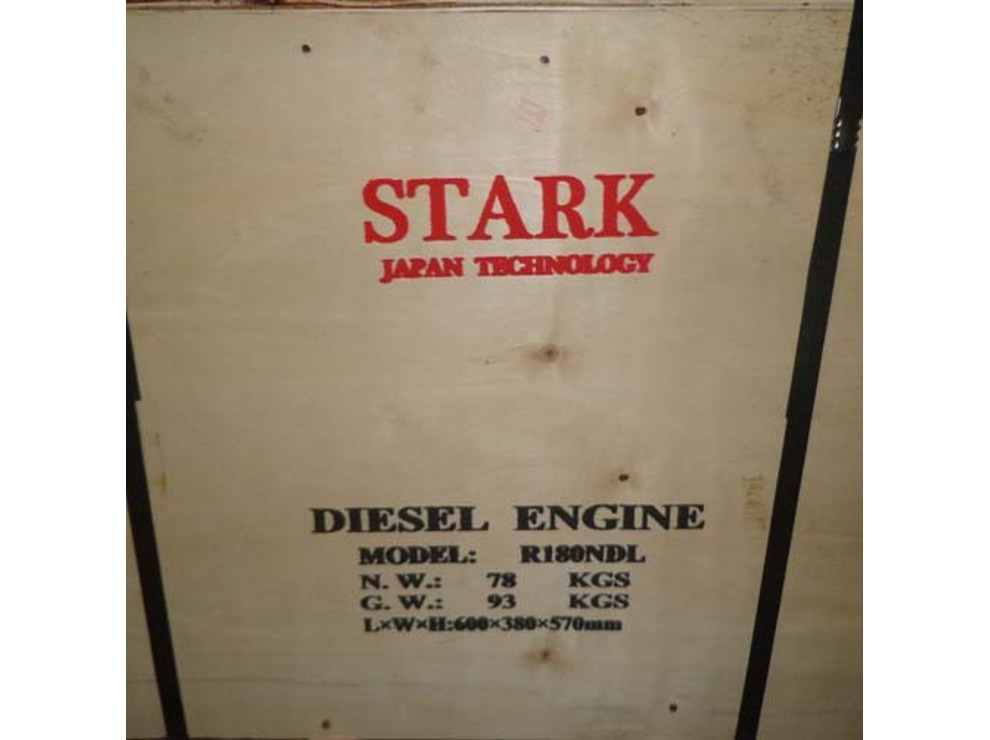 STARK
JAPAN TECHNOLOGY
DIESEL ENGINE
MODEL: R180NDL
N. W.: 78 KGS
G. W.: 93 KGS
L×W×H:600×380×570mm